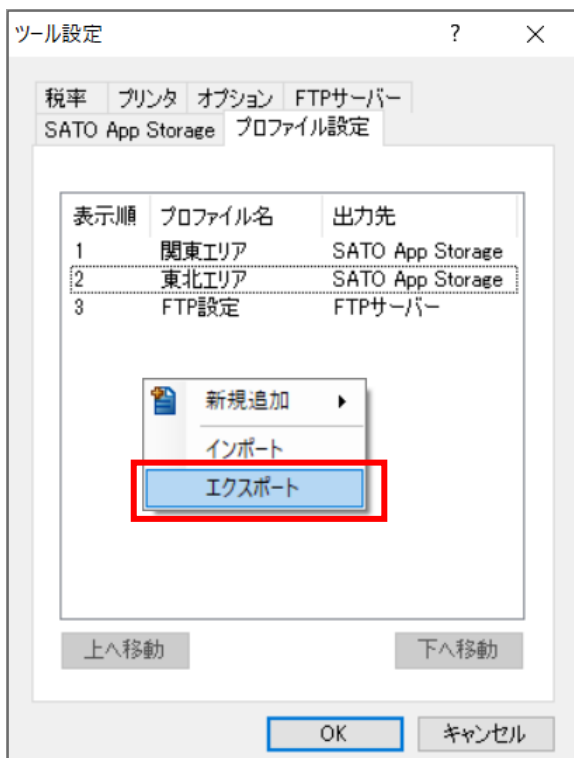 ツール設定
税率 プリンタ オプション FTPサーバー
SATO App Storage プロファイル設定
表示順 プロファイル名 出力先
1 関東エリア SATO App Storage
2 東北エリア SATO App Storage
3 FTP設定 FTPサーバー
新規追加
インポート
エクスポート
上へ移動 下へ移動
OK キャンセル